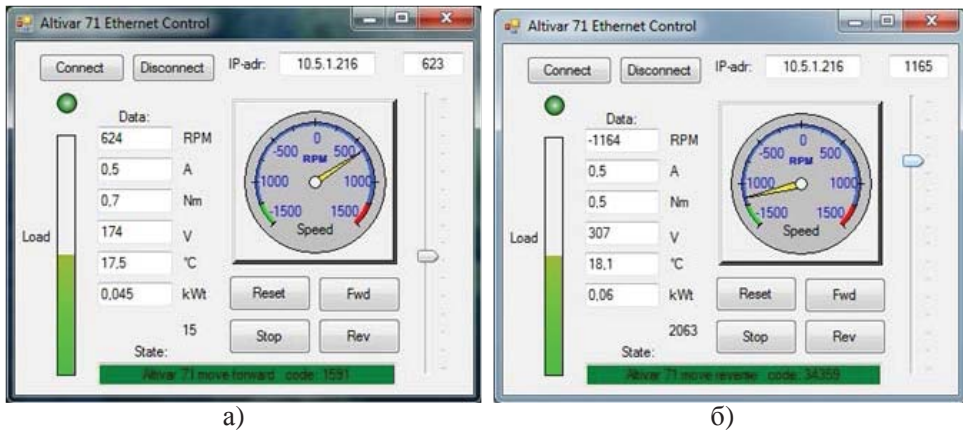 Altivar 71 Ethernet Control
Connect Disconnect IP-adr: 10.5.1.216 623
Data:
624 RPM
0,5 A
0,7 Nm
174 V
17,5 °C
0,045 kWt
15
Load
0
-500 RPM 500
-1000 1000
-1500 1500
Speed
Reset Fwd
Stop Rev
State:
Altivar 71 move forward code: 1591
а)
Altivar 71 Ethernet Control
Connect Disconnect IP-adr: 10.5.1.216 1165
Data:
-1164 RPM
0,5 A
0,5 Nm
307 V
18,1 °C
0,06 kWt
2063
Load
0
-500 RPM 500
-1000 1000
-1500 1500
Speed
Reset Fwd
Stop Rev
State:
Altivar 71 move reverse code: 34359
б)